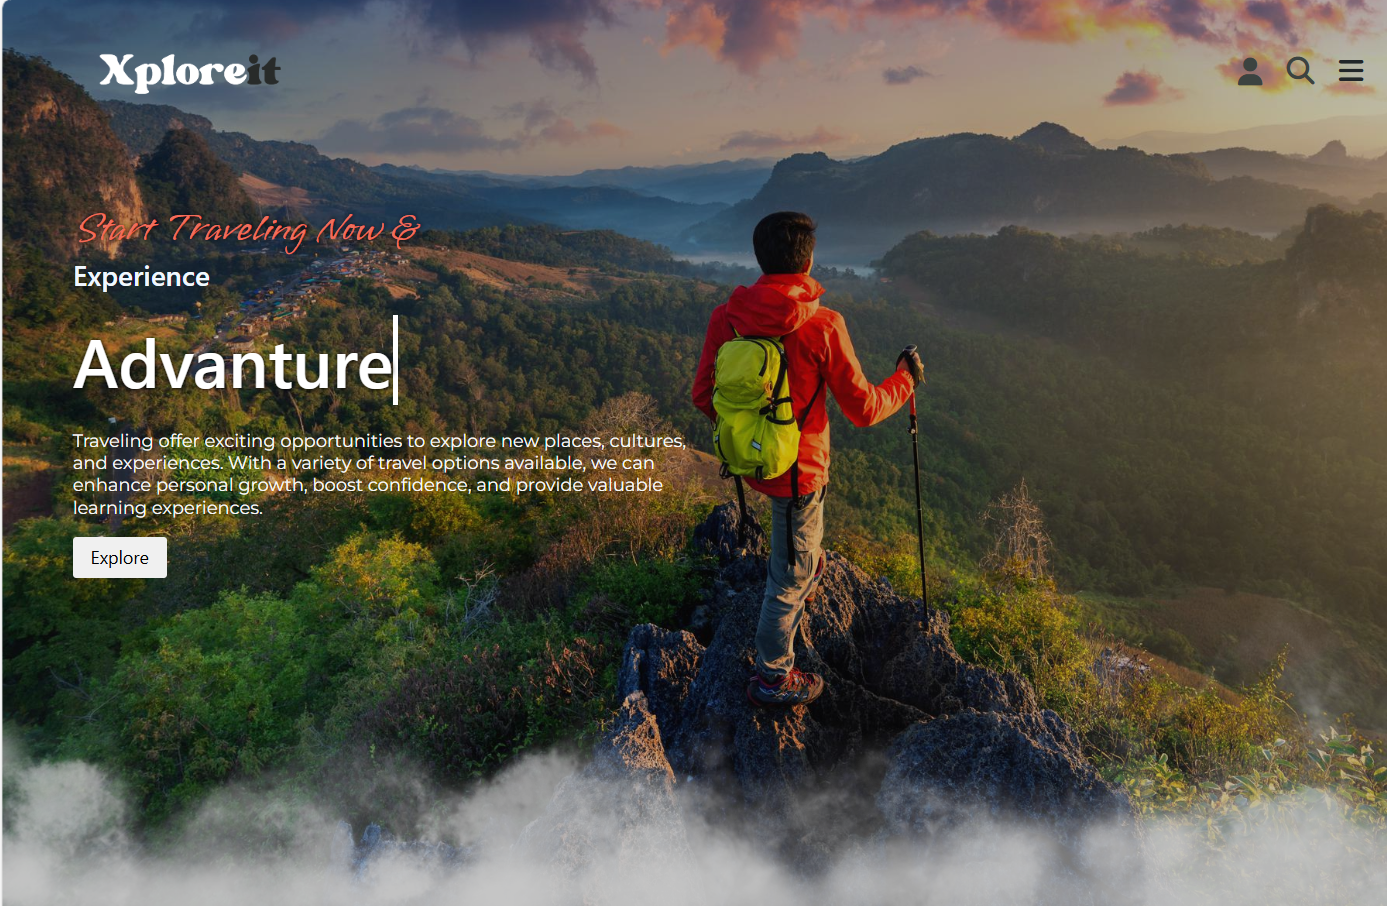 Xploreit
Start Traveling Now &
Experience
Advanture
Traveling offer exciting opportunities to explore new places, cultures,
and experiences. With a variety of travel options available, we can
enhance personal growth, boost confidence, and provide valuable
learning experiences.
Explore